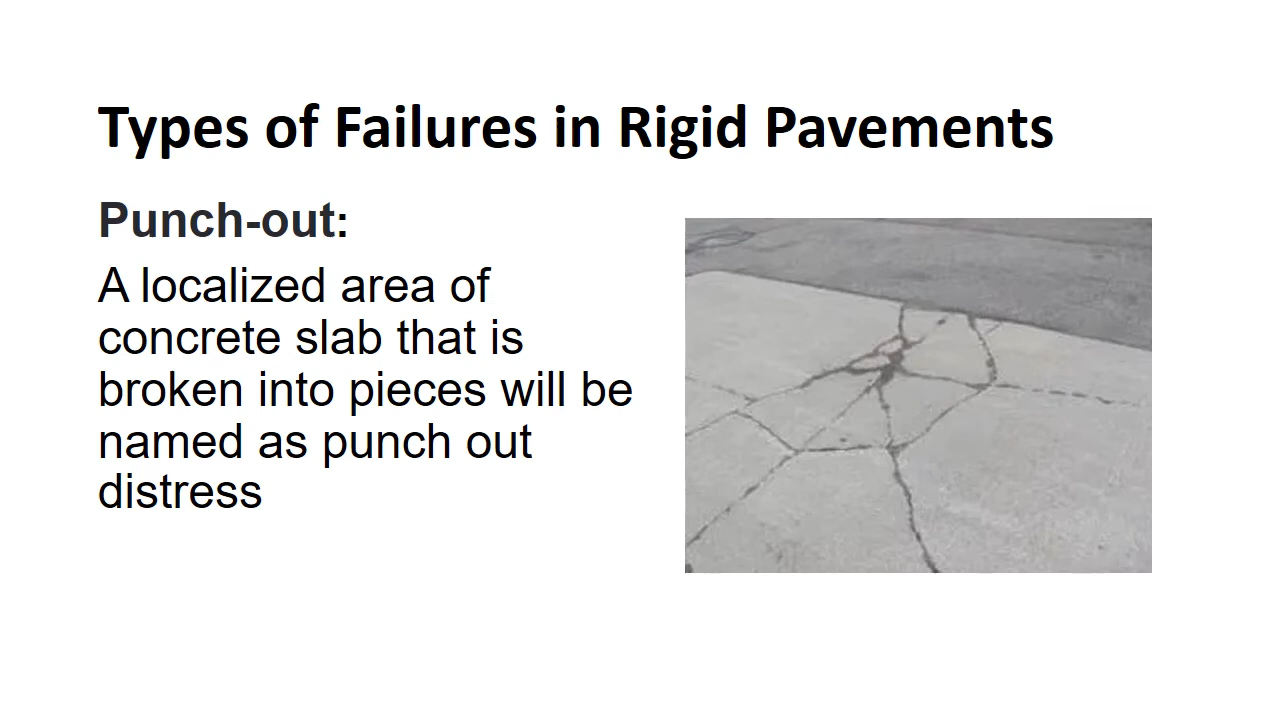 Types of Failures in Rigid Pavements
Punch-out:
A localized area of
concrete slab that is
broken into pieces will be
named as punch out
distress